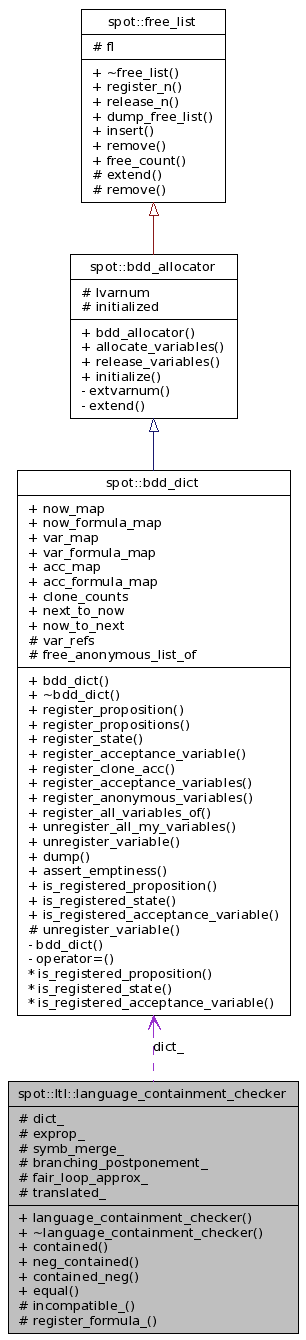 spot::free_list
# fl
+ ~free_list()
+ register_n()
+ release_n()
+ dump_free_list()
+ insert()
+ remove()
+ free_count()
# extend()
# remove()
spot::bdd_allocator
# lvarnum
# initialized
+ bdd_allocator()
+ allocate_variables()
+ release_variables()
+ initialize()
- extvarnum()
- extend()
spot::bdd_dict
+ now_map
+ now_formula_map
+ var_map
+ var_formula_map
+ acc_map
+ acc_formula_map
+ clone_counts
+ next_to_now
+ now_to_next
# var_refs
# free_anonymous_list_of
+ bdd_dict()
+ ~bdd_dict()
+ register_proposition()
+ register_propositions()
+ register_state()
+ register_acceptance_variable()
+ register_clone_acc()
+ register_acceptance_variables()
+ register_anonymous_variables()
+ register_all_variables_of()
+ unregister_all_my_variables()
+ unregister_variable()
+ dump()
+ assert_emptiness()
+ is_registered_proposition()
+ is_registered_state()
+ is_registered_acceptance_variable()
# unregister_variable()
- bdd_dict()
- operator=()
* is_registered_proposition()
* is_registered_state()
* is_registered_acceptance_variable()
dict_
spot::ltl::language_containment_checker
# dict_
# exprop_
# symb_merge_
# branching_postponement_
# fair_loop_approx_
# translated_
+ language_containment_checker()
+ ~language_containment_checker()
+ contained()
+ neg_contained()
+ contained_neg()
+ equal()
# incompatible_()
# register_formula_()